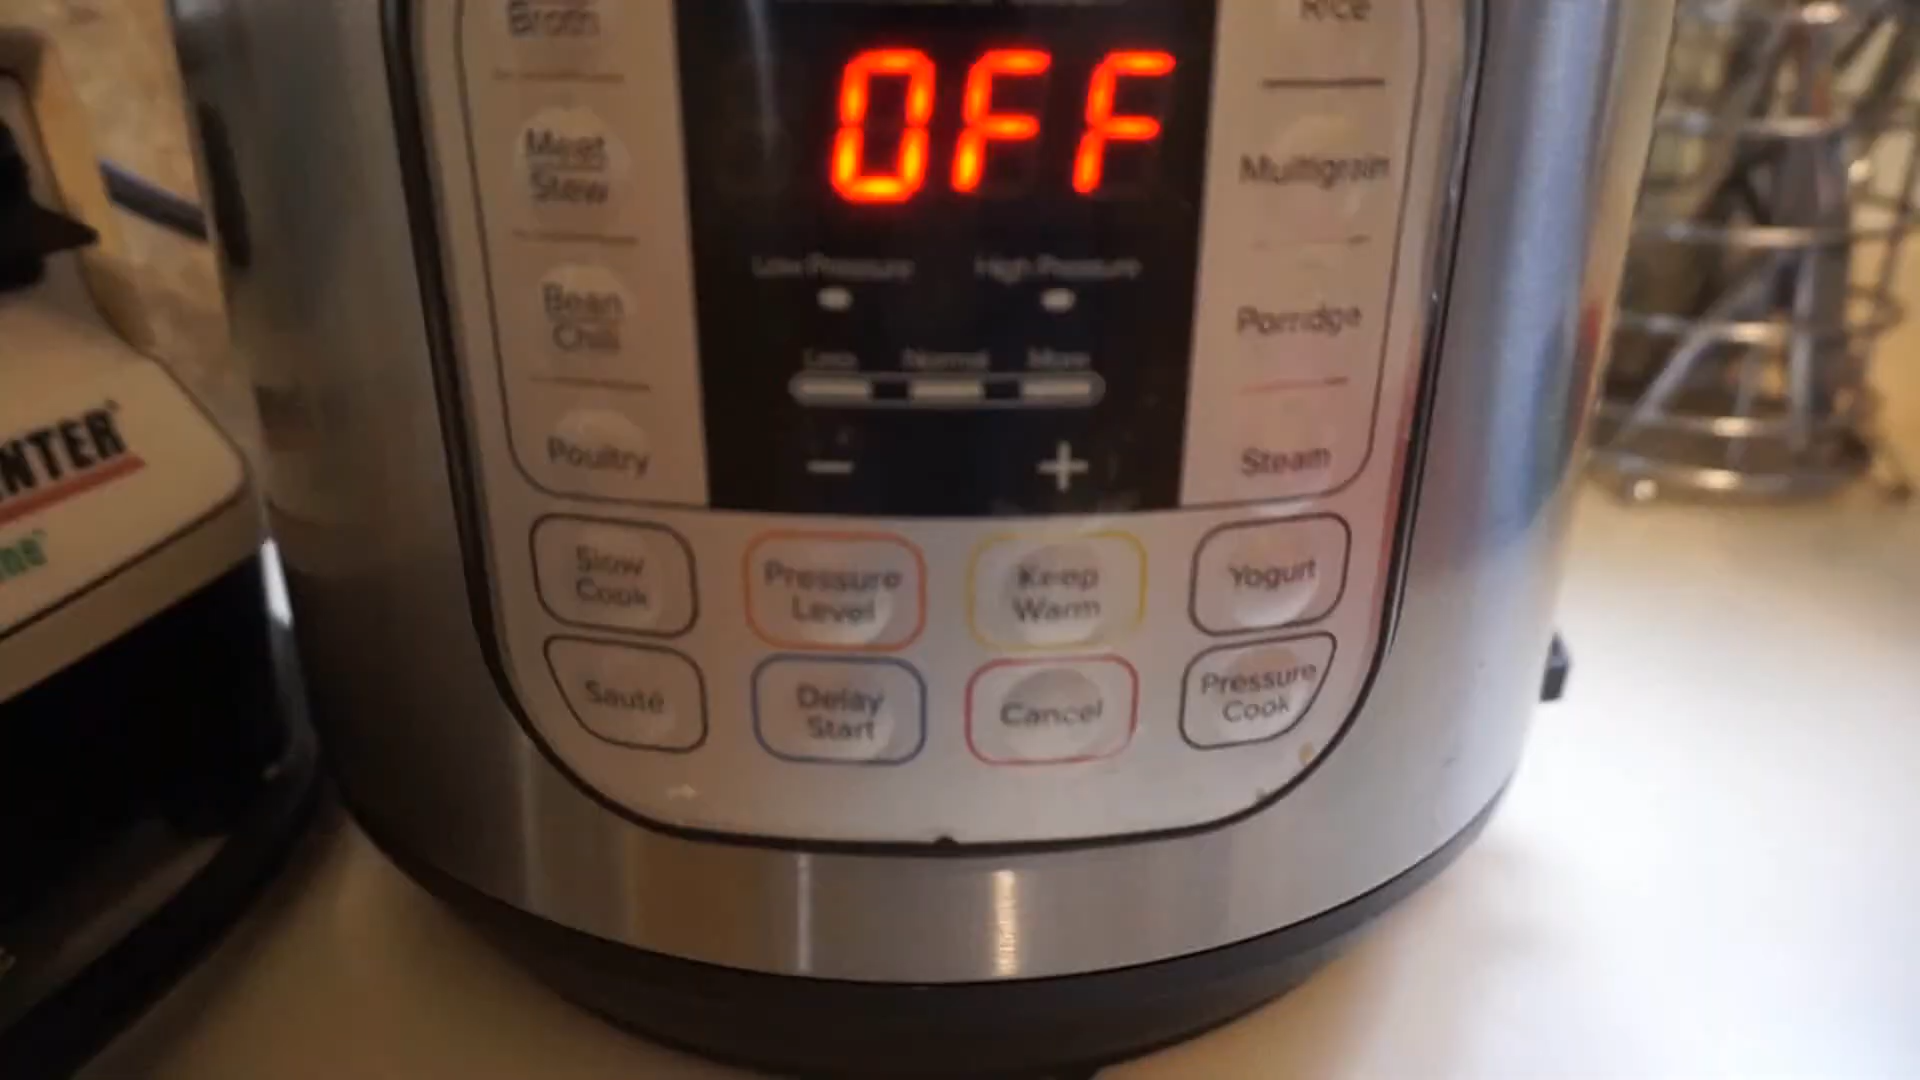 Broth
Rice
OFF
Meat
Stew
Multigrain
Low Pressure
High Pressure
Bean
Chili
Porridge
Less
Normal
More
Poultry
−
+
Steam
NTER
Slow
Cook
Pressure
Level
Keep
Warm
Yogurt
Sauté
Delay
Start
Cancel
Pressure
Cook